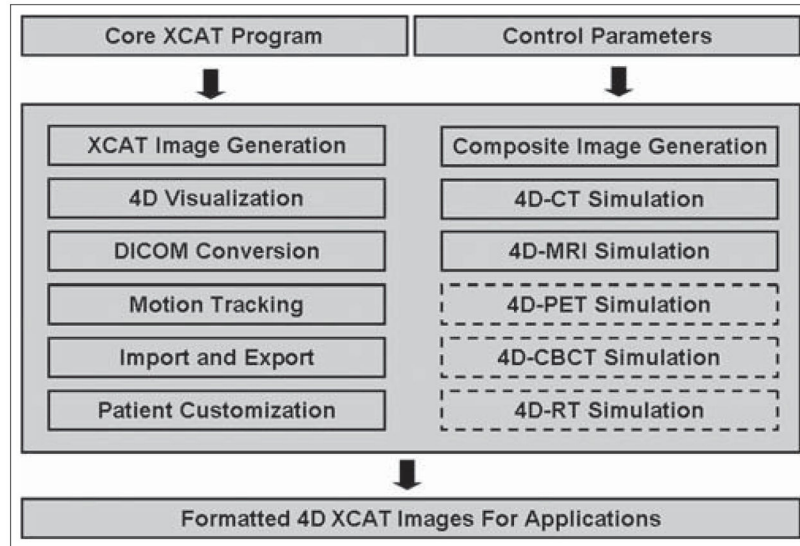 Core XCAT Program
Control Parameters
XCAT Image Generation
4D Visualization
DICOM Conversion
Motion Tracking
Import and Export
Patient Customization
Composite Image Generation
4D-CT Simulation
4D-MRI Simulation
4D-PET Simulation
4D-CBCT Simulation
4D-RT Simulation
Formatted 4D XCAT Images For Applications